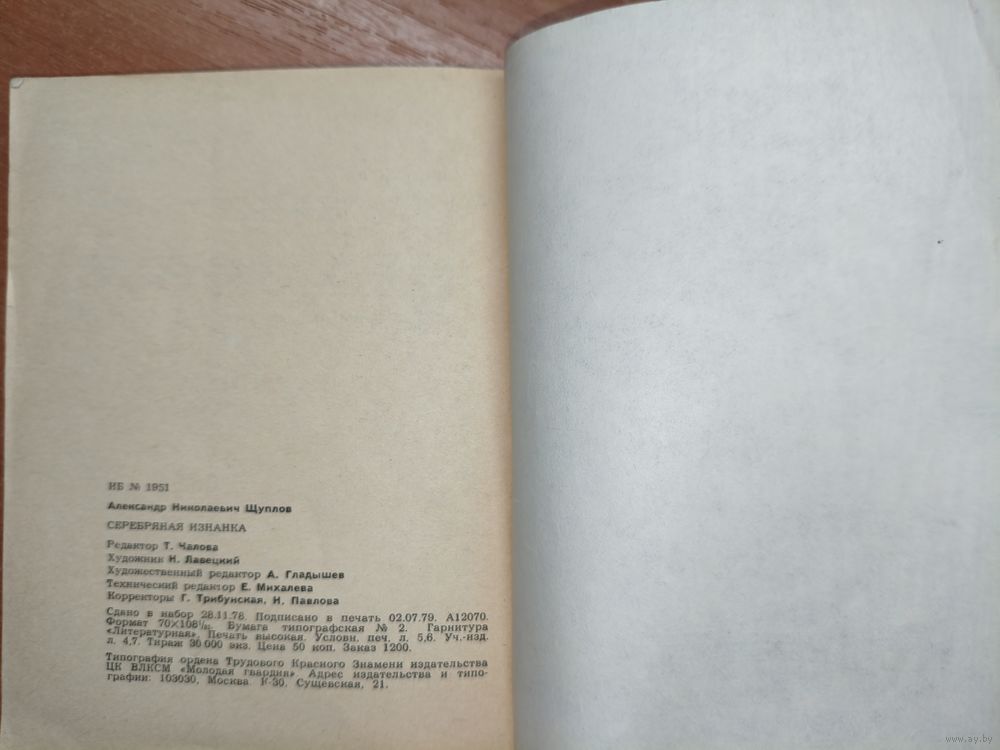 ИБ № 1951
Александр Николаевич Щуплов
СЕРЕБРЯНАЯ ИЗНАНКА
Редактор Т. Чалова
Художник Н. Лавецкий
Художественный редактор А. Гладышев
Технический редактор Е. Михалева
Корректоры Г. Трибунская, Н. Павлова
Сдано в набор 28.11.78. Подписано в печать 02.07.79. А12070.
Формат 70×108¹/₃₂. Бумага типографская № 2. Гарнитура
«Литературная». Печать высокая. Условн. печ. л. 5,6. Уч.-изд.
л. 4,7. Тираж 30 000 экз. Цена 50 коп. Заказ 1200.
Типография ордена Трудового Красного Знамени издательства
ЦК ВЛКСМ «Молодая гвардия». Адрес издательства и типо-
графии: 103030, Москва, К-30, Сущевская, 21.
www.ay.by